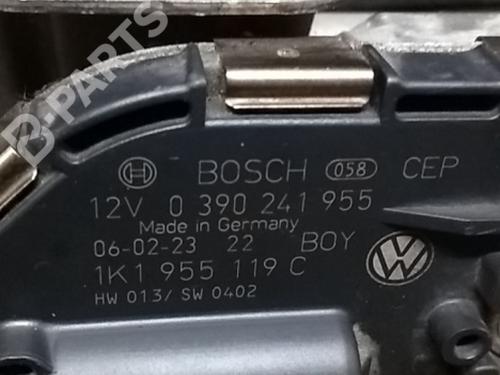 B-PARTS
BOSCH 058 CEP
12V 0 390 241 955
Made in Germany
06-02-23 22 BOY
1K1 955 119 C
HW 013/ SW 0402